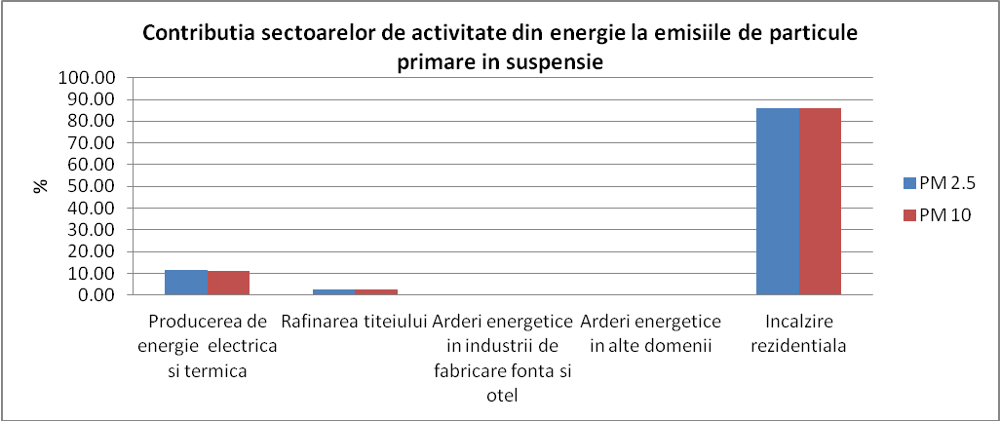 Contributia sectoarelor de activitate din energie la emisiile de particule
primare in suspensie
100.00
90.00
80.00
70.00
60.00
50.00
40.00
30.00
20.00
10.00
0.00
%
Producerea de
energie electrica
si termica
Rafinarea titeiului
Arderi energetice
in industrii de
fabricare fonta si
otel
Arderi energetice
in alte domenii
Incalzire
rezidentiala
PM 2.5
PM 10